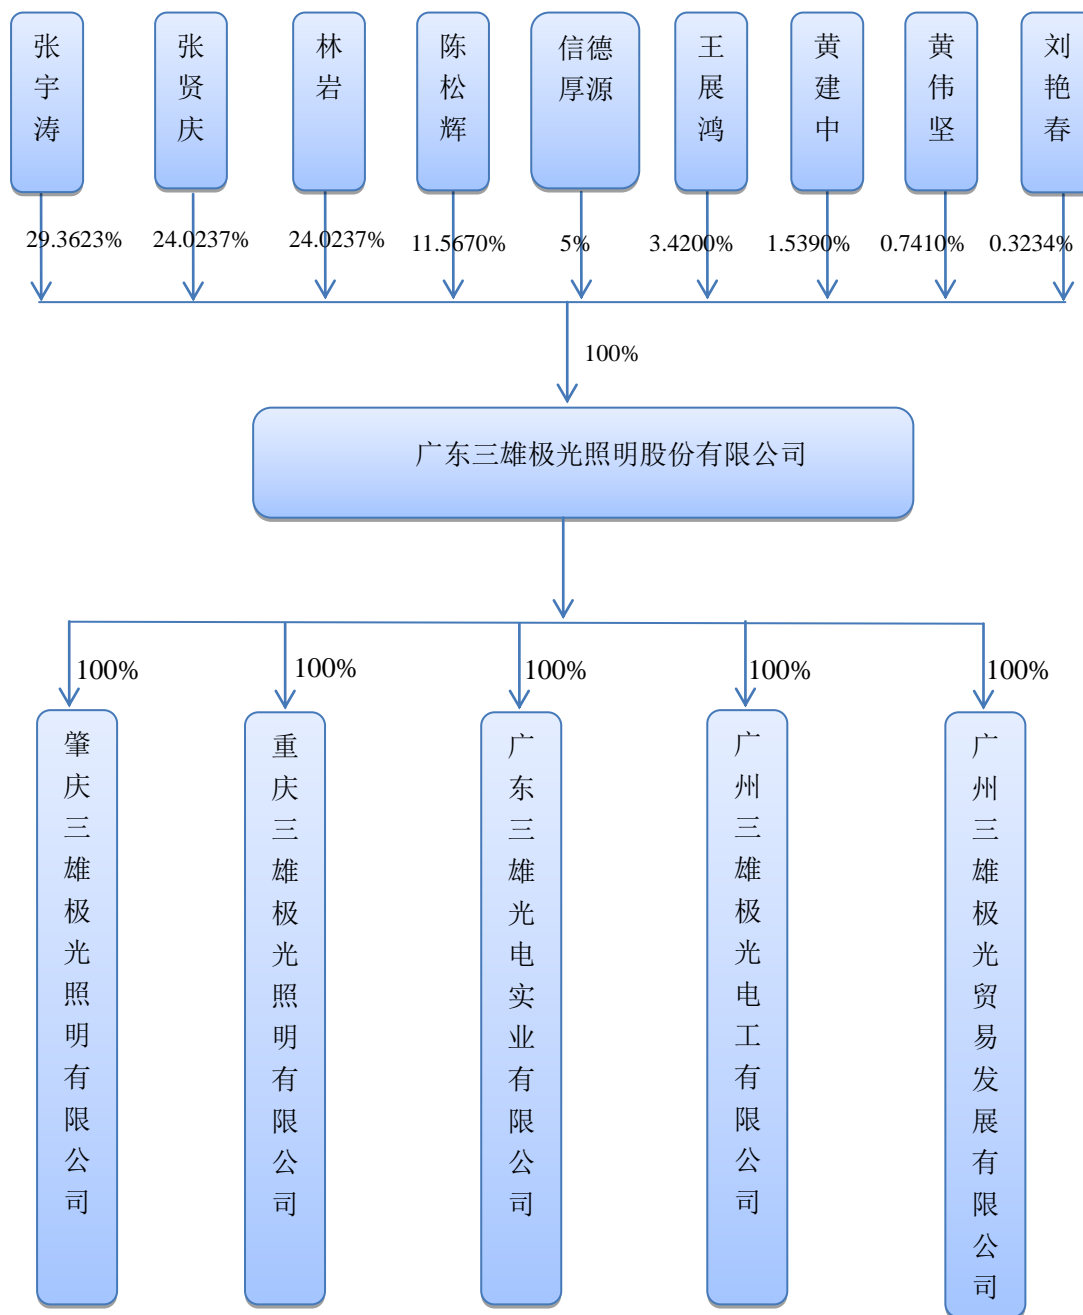 张宇涛
张贤庆
林岩
陈松辉
信德
厚源
王展鸿
黄建中
黄伟坚
刘艳春
29.3623%
24.0237%
24.0237%
11.5670%
5%
3.4200%
1.5390%
0.7410%
0.3234%
100%
广东三雄极光照明股份有限公司
100%
100%
100%
100%
100%
肇庆三雄极光照明有限公司
重庆三雄极光照明有限公司
广东三雄光电实业有限公司
广州三雄极光电工有限公司
广州三雄极光贸易发展有限公司